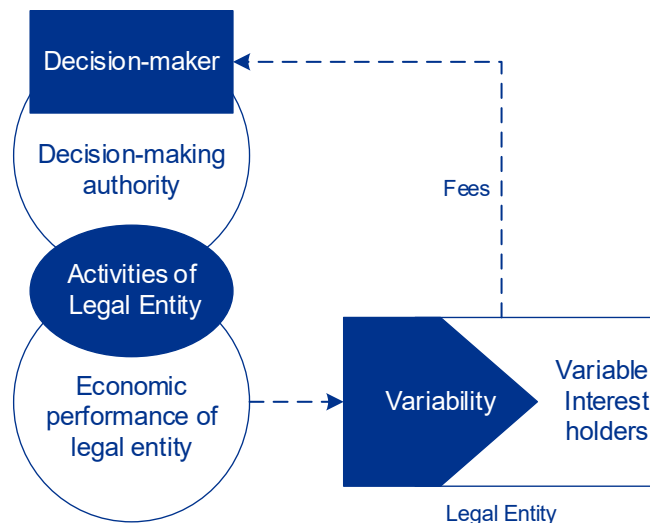 Decision-maker
Decision-making
authority
Fees
Activities of
Legal Entity
Economic
performance of
legal entity
Variability
Variable
Interest
holders
Legal Entity